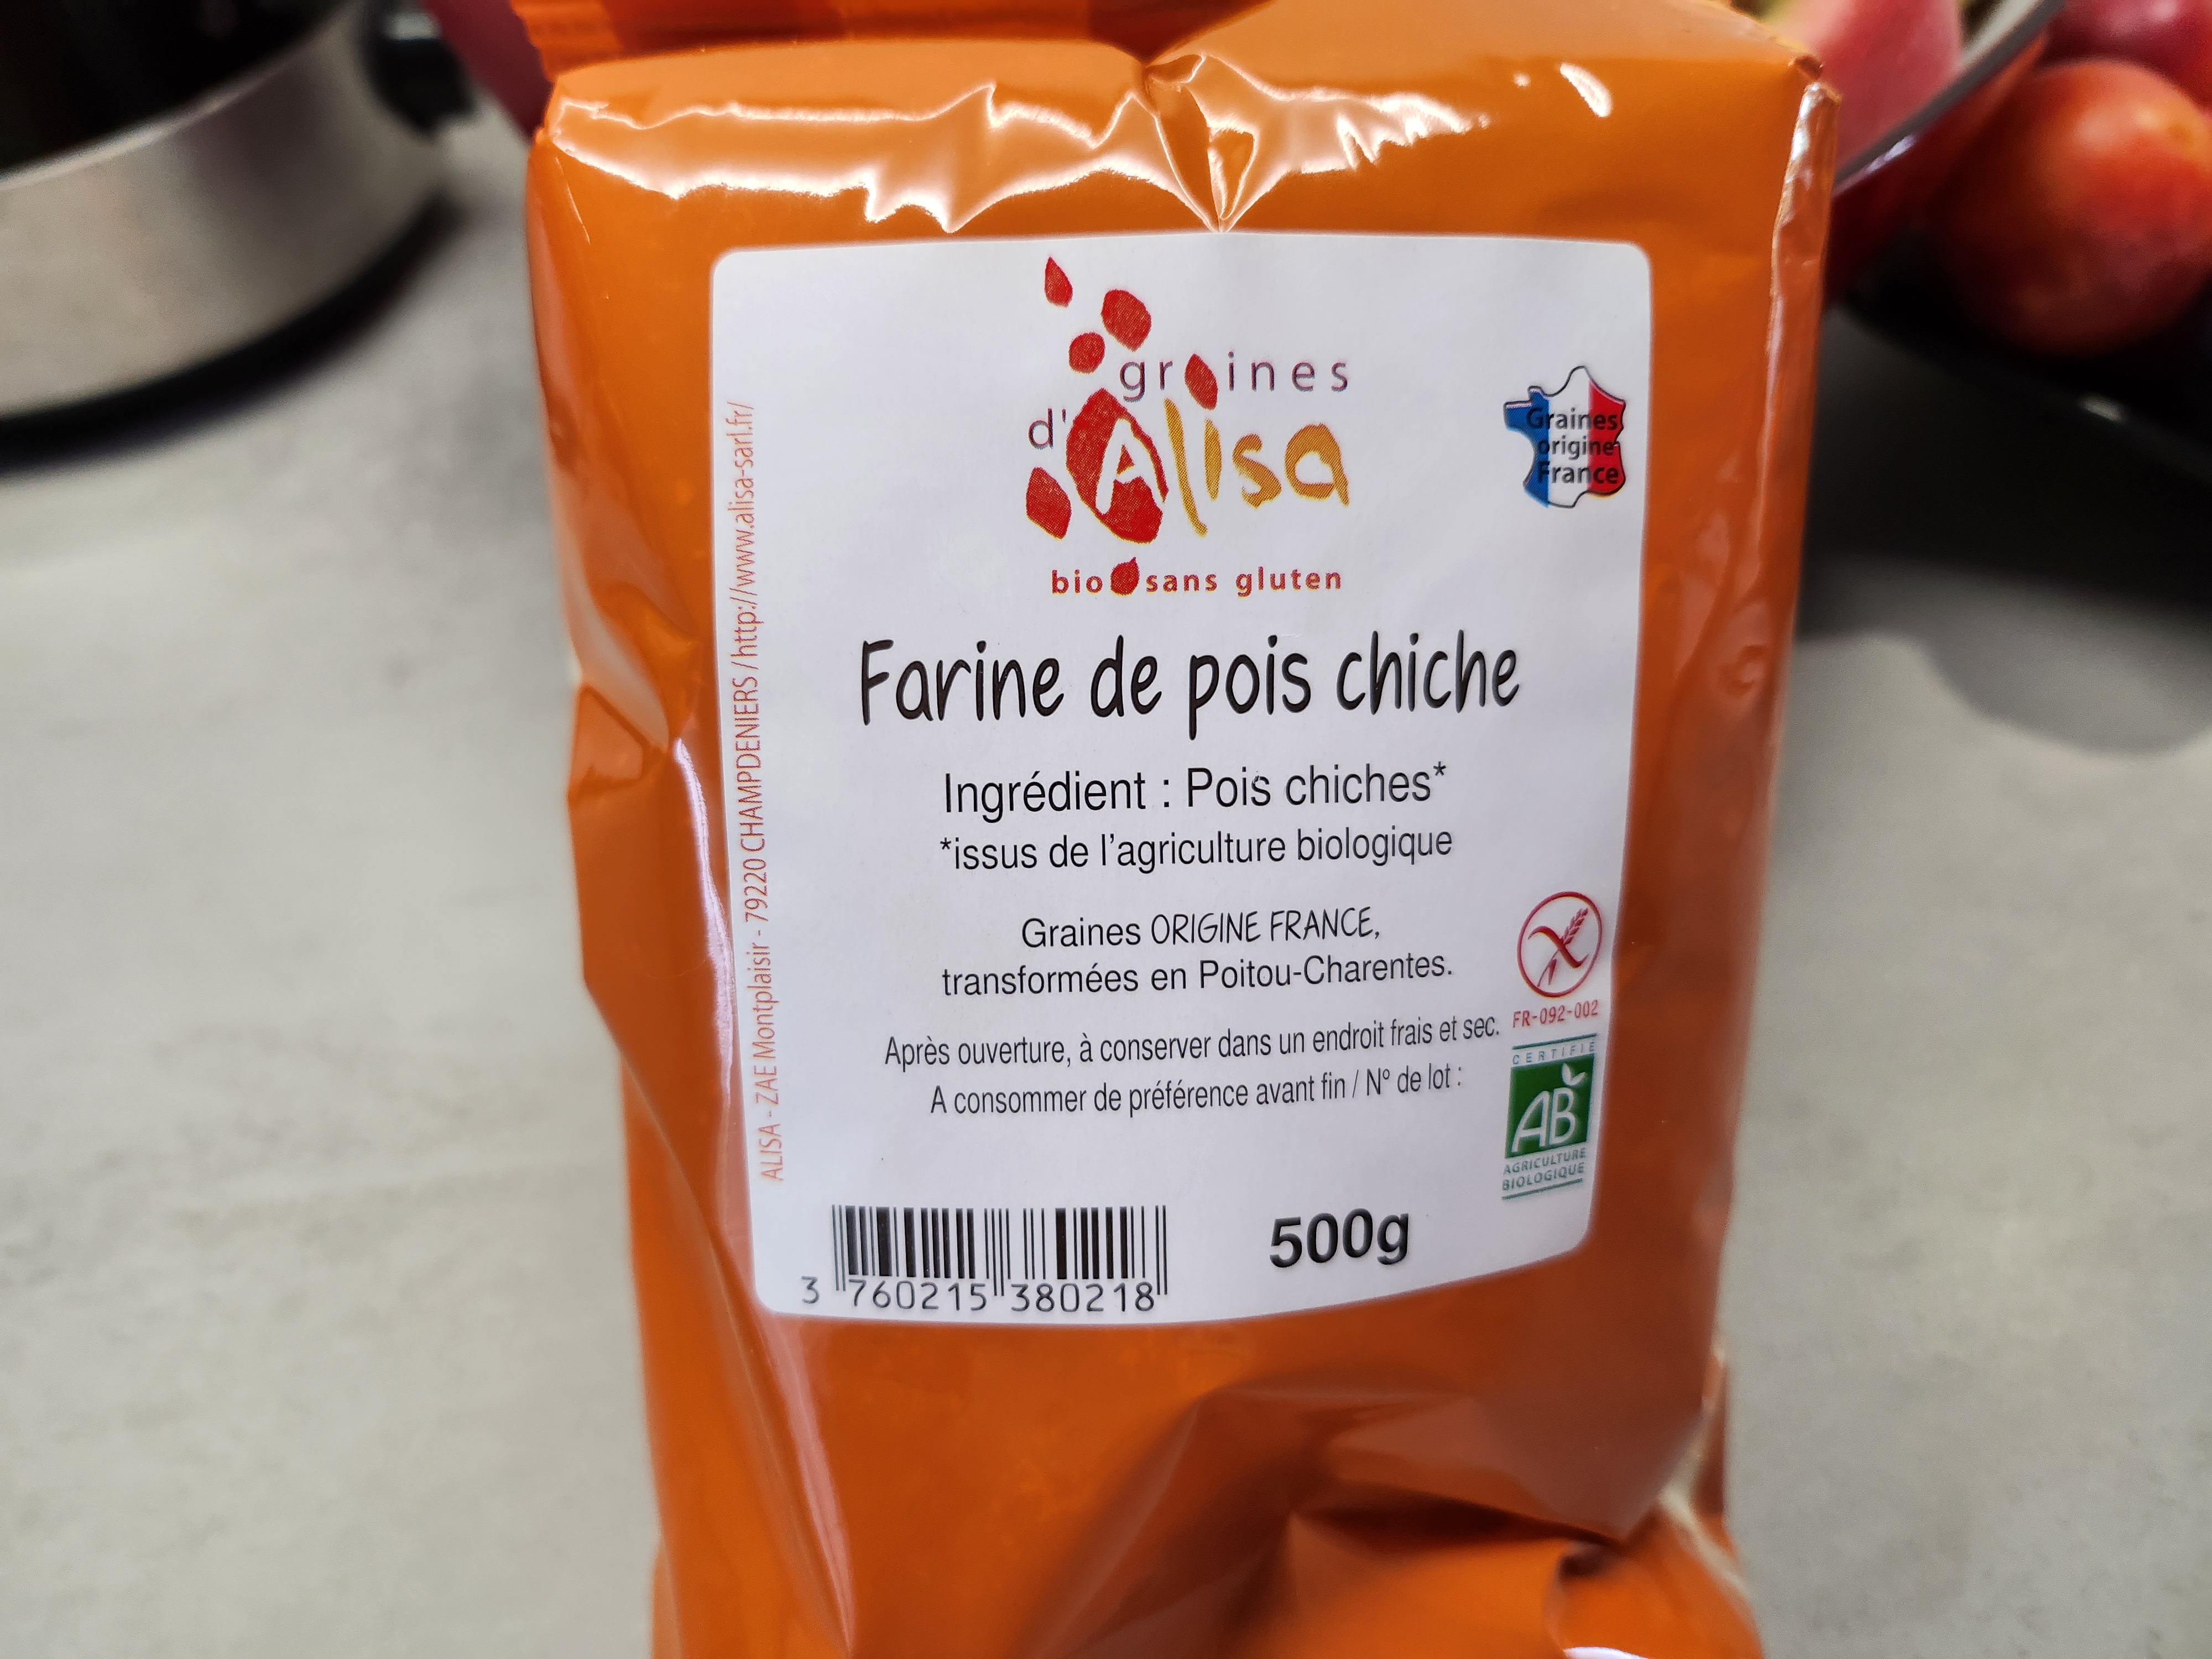 graines
d'Alisa
bio sans gluten
Graines
origine
France
Farine de pois chiche
Ingrédient : Pois chiches*
*issus de l'agriculture biologique
Graines ORIGINE FRANCE,
transformées en Poitou-Charentes.
Après ouverture, à conserver dans un endroit frais et sec.
A consommer de préférence avant fin / N° de lot :
FR-092-002
CERTIFIÉ
AB
AGRICULTURE
BIOLOGIQUE
500g
3 760215 380218
ALISA - ZAE Montplaisir - 79220 CHAMPDENIERS / http://www.alisa-sarl.fr/